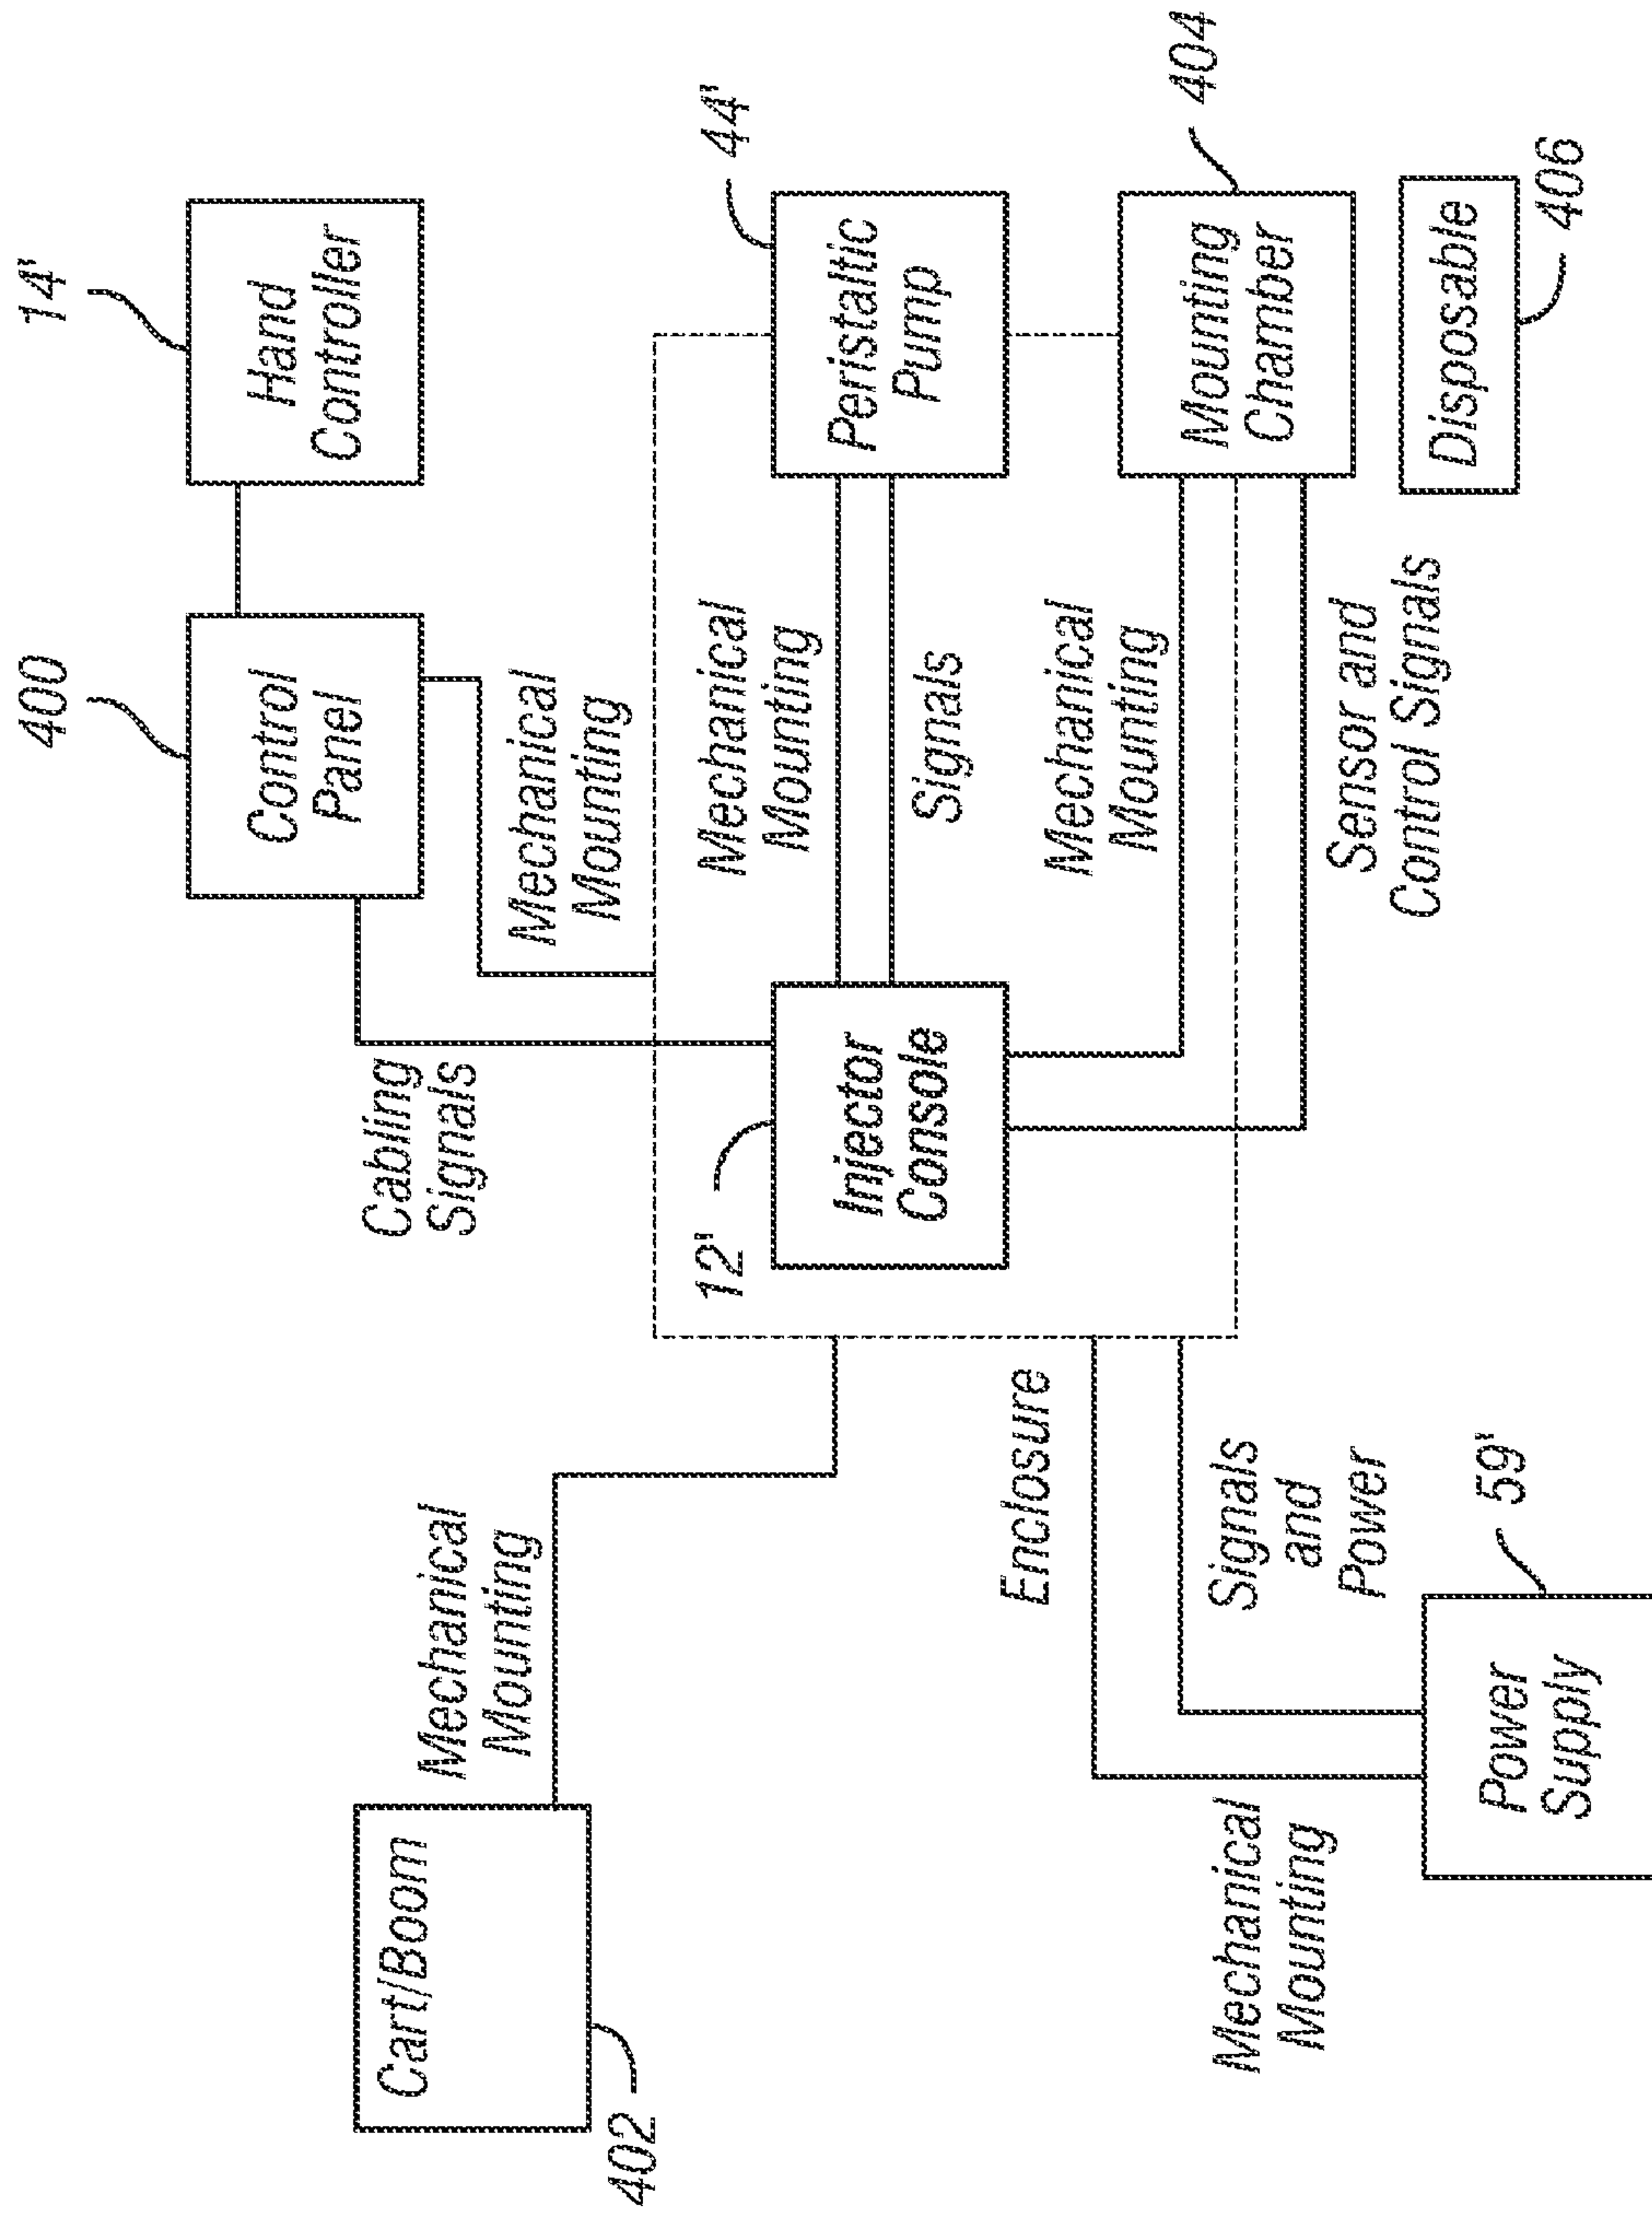 14'
Hand
Controller
400
Control
Panel
Cabling
Signals
Mechanical
Mounting
Mechanical
Mounting
Cart/Boom
402
44'
Peristaltic
Pump
Mechanical
Mounting
Signals
12'
Injector
Console
404
Mounting
Chamber
Mechanical
Mounting
Sensor and
Control Signals
Disposable
406
Enclosure
Signals
and
Power
59'
Power
Supply
Mechanical
Mounting